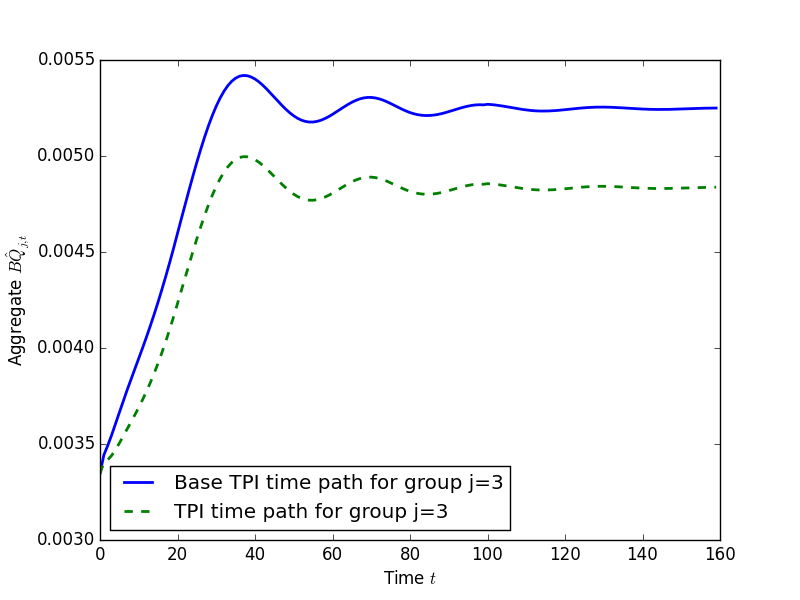 0.0055
0.0050
0.0045
0.0040
0.0035
0.0030
Aggregate $\hat{BQ}_{j,t}$
Base TPI time path for group j=3
TPI time path for group j=3
0 20 40 60 80 100 120 140 160
Time t